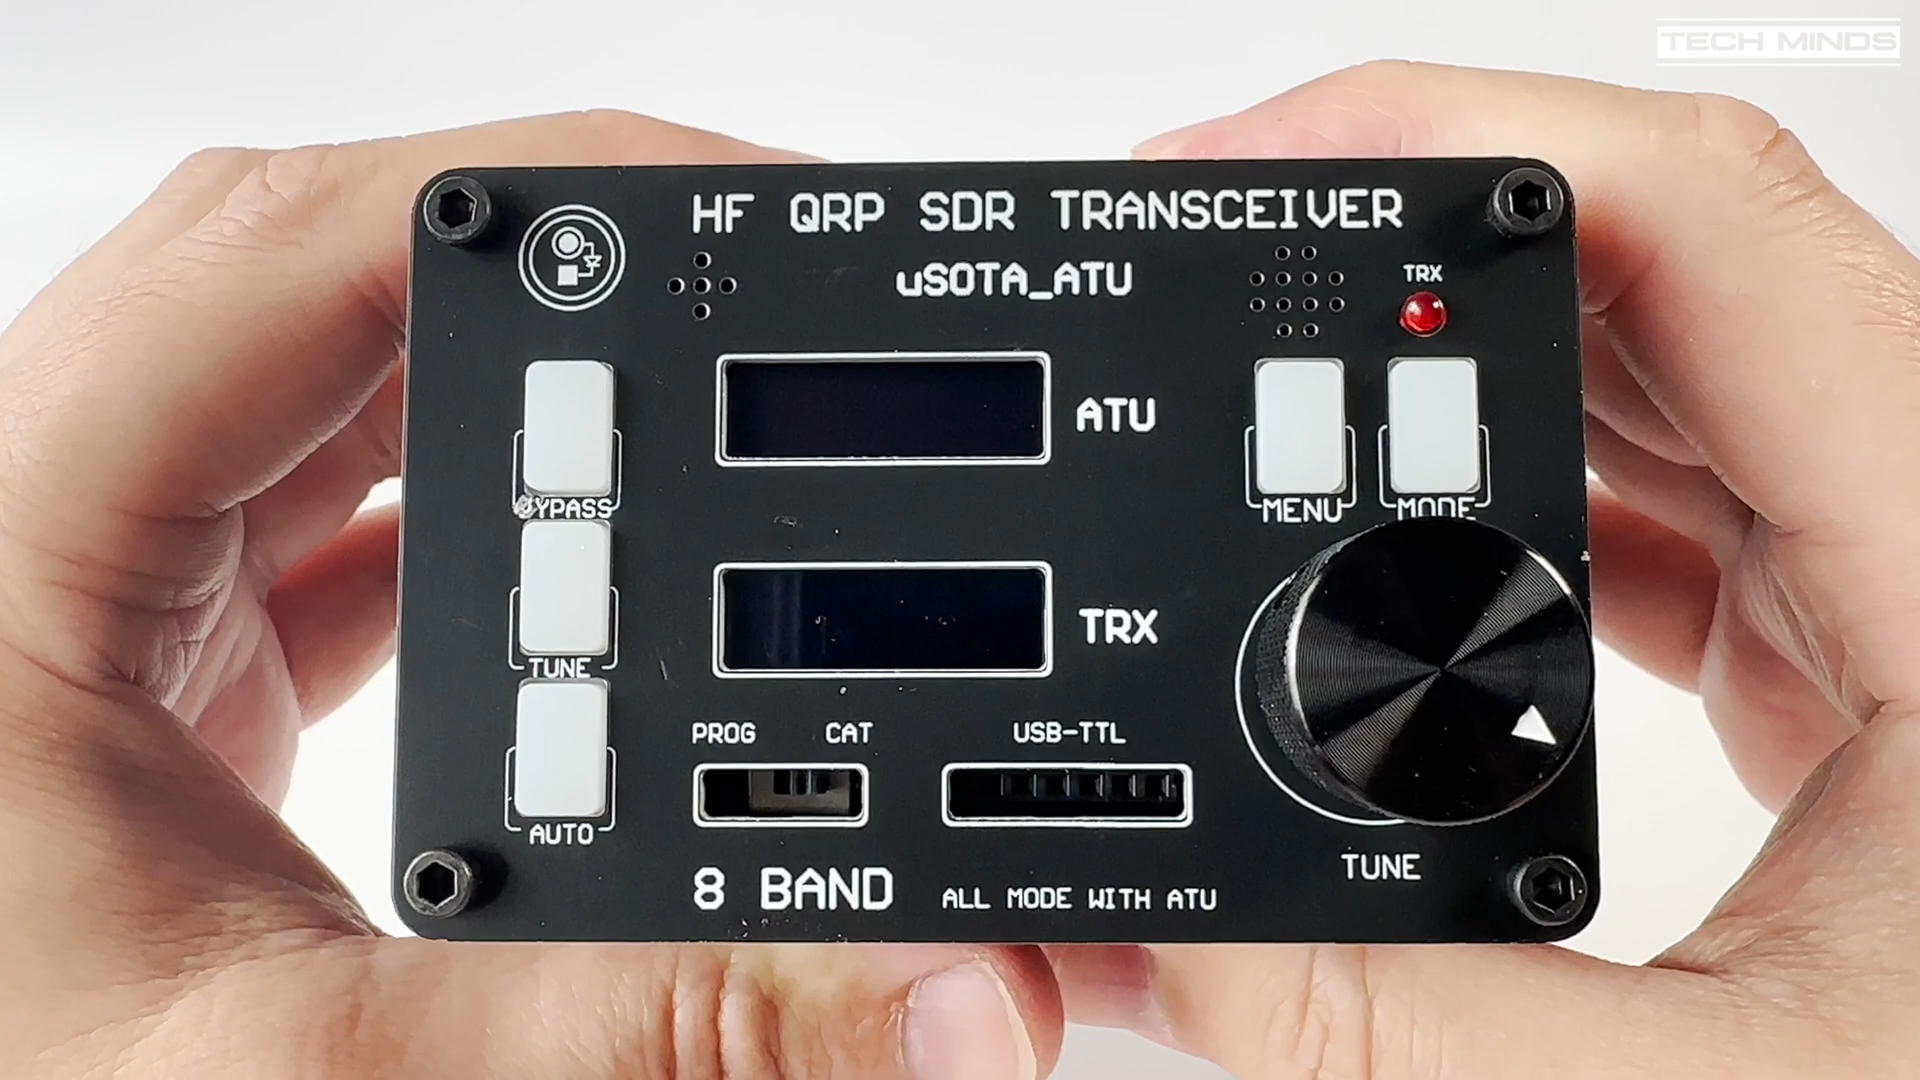 TECH MINDS
HF QRP SDR TRANSCEIVER
uSOTA_ATU
TRX
ATU
BYPASS
MENU
MODE
TRX
TUNE
PROG
CAT
USB-TTL
AUTO
TUNE
8 BAND
ALL MODE WITH ATU